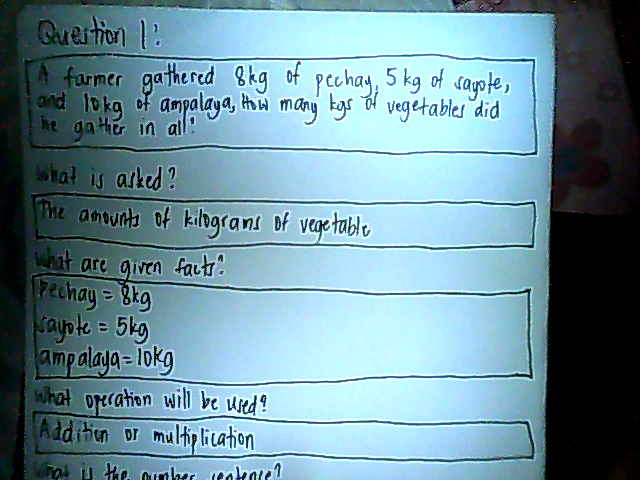 Question 1:
A farmer gathered 8kg of pechay, 5kg of sayote,
and 10kg of ampalaya, How many kgs of vegetables did
he gather in all?
What is asked?
The amounts of kilograms of vegetable
What are given facts?
pechay = 8kg
sayote = 5kg
ampalaya = 10kg
What operation will be used?
Addition or multiplication
What is the number sentence?